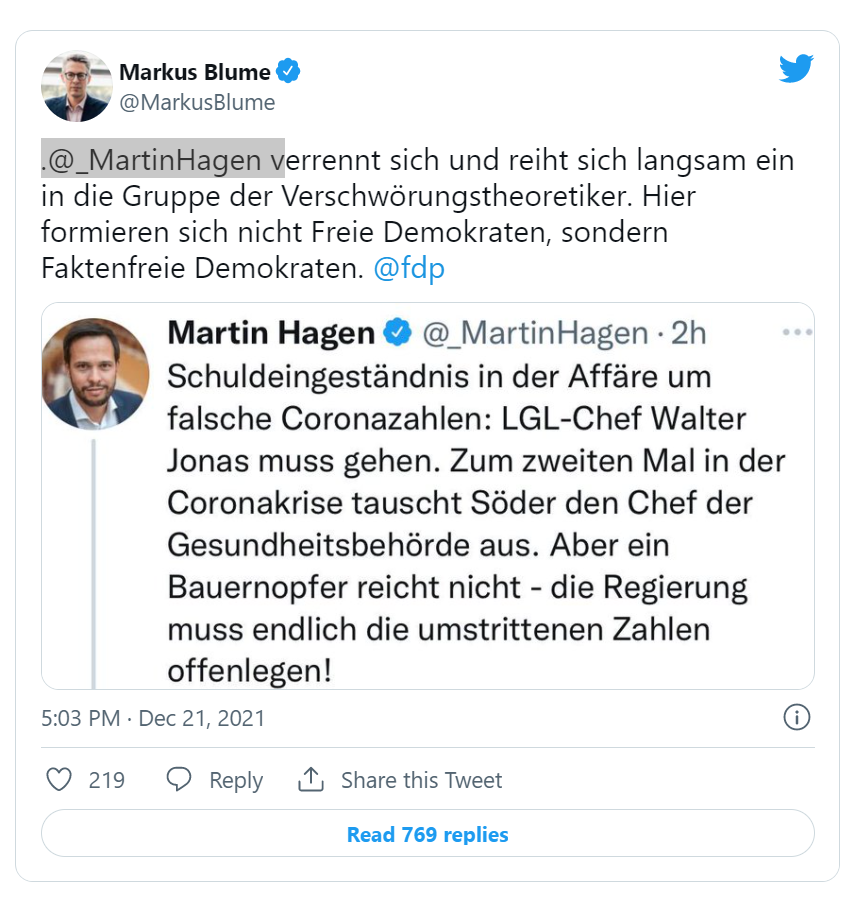 Markus Blume
@MarkusBlume
.@_MartinHagen verrennt sich und reiht sich langsam ein
in die Gruppe der Verschwörungstheoretiker. Hier
formieren sich nicht Freie Demokraten, sondern
Faktenfreie Demokraten. @fdp
Martin Hagen @_MartinHagen · 2h
Schuldeingeständnis in der Affäre um
falsche Coronazahlen: LGL-Chef Walter
Jonas muss gehen. Zum zweiten Mal in der
Coronakrise tauscht Söder den Chef der
Gesundheitsbehörde aus. Aber ein
Bauernopfer reicht nicht - die Regierung
muss endlich die umstrittenen Zahlen
offenlegen!
5:03 PM · Dec 21, 2021
219 Reply Share this Tweet
Read 769 replies